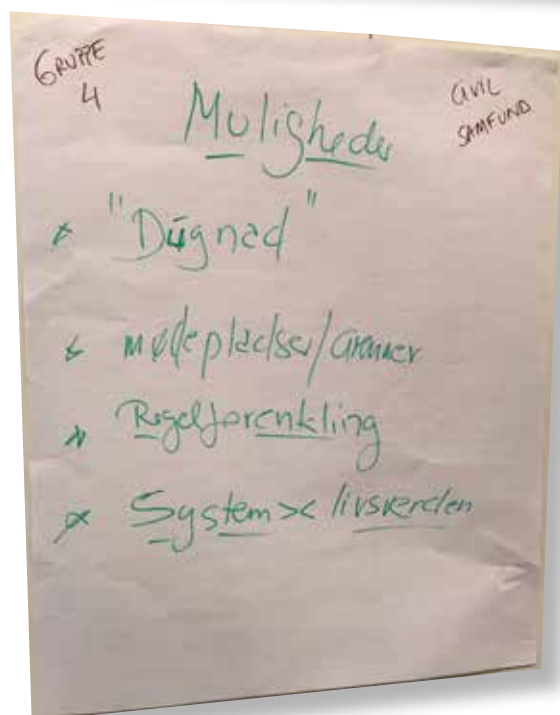 GRUPPE
4
CIVIL
SAMFUND
Muligheder
* "Dugnad"
* mødepladser/arenaer
* Regelforenkling
* System >< livsverden